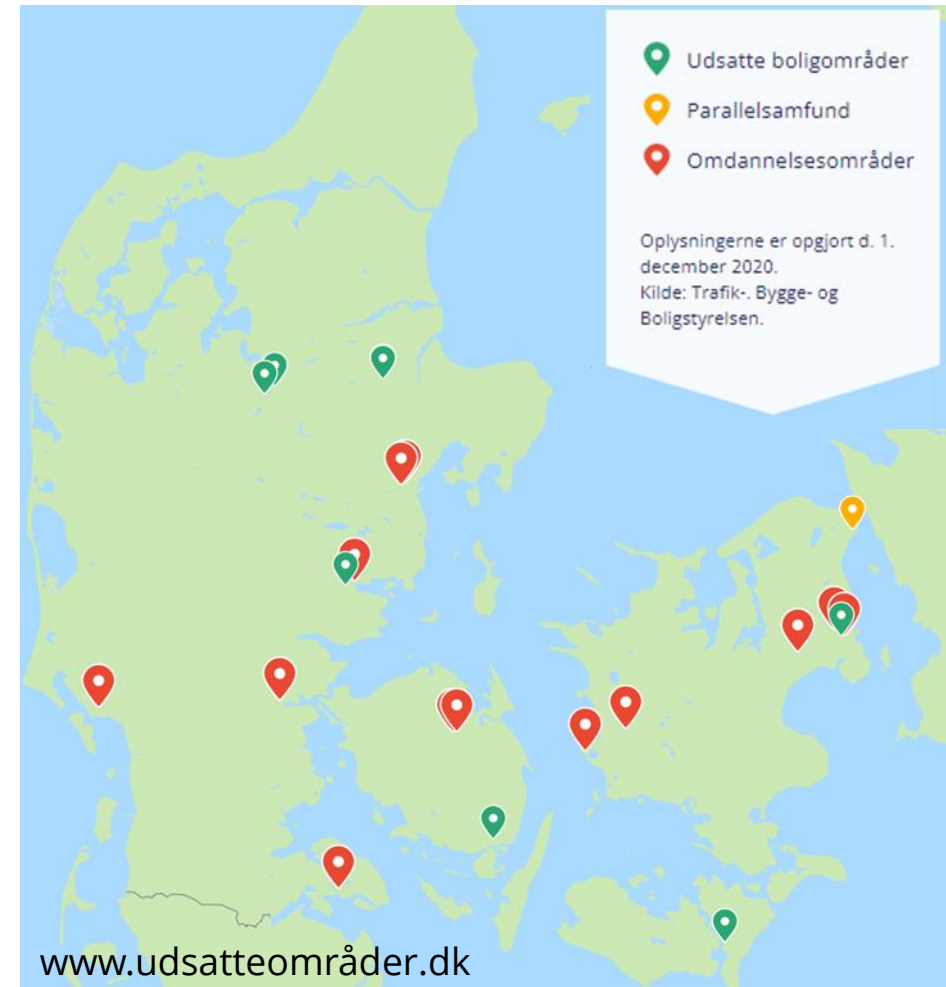 Udsatte boligområder
Parallelsamfund
Omdannelsesområder
Oplysningerne er opgjort d. 1.
december 2020.
Kilde: Trafik-. Bygge- og
Boligstyrelsen.
www.udsatteområder.dk